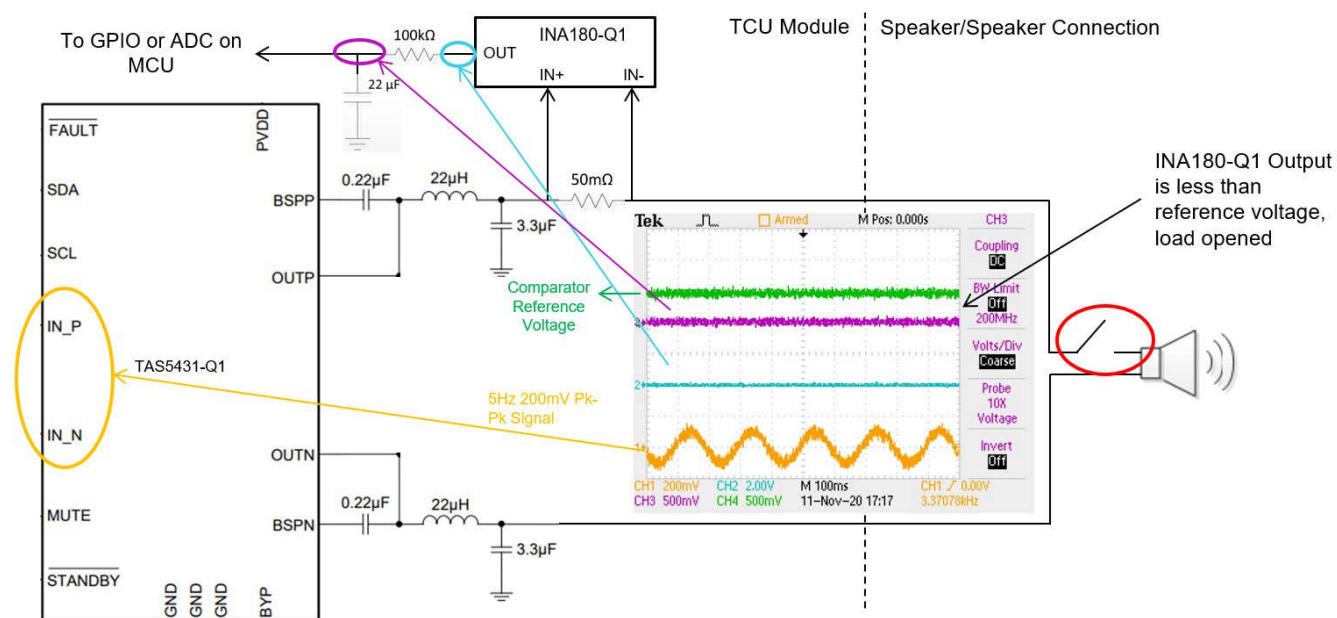 TCU Module
Speaker/Speaker Connection
To GPIO or ADC on
MCU
100kΩ
INA180-Q1
OUT
IN+
IN-
22 µF
FAULT
PVDD
SDA
SCL
IN_P
TAS5431-Q1
IN_N
MUTE
STANDBY
GND
GND
GND
BYP
BSPP
OUTP
OUTN
BSPN
0.22µF
22µH
3.3µF
50mΩ
0.22µF
22µH
3.3µF
Comparator
Reference
Voltage
5Hz 200mV Pk-
Pk Signal
INA180-Q1 Output
is less than
reference voltage,
load opened
Tek
Armed
M Pos: 0.000s
CH3
Coupling
DC
BW Limit
Off
200MHz
Volts/Div
Coarse
Probe
10X
Voltage
Invert
Off
2
1
CH1 200mV CH2 2.00V M 100ms CH1 / 0.00V
CH3 500mV CH4 500mV 11-Nov-20 17:17 3.37078kHz